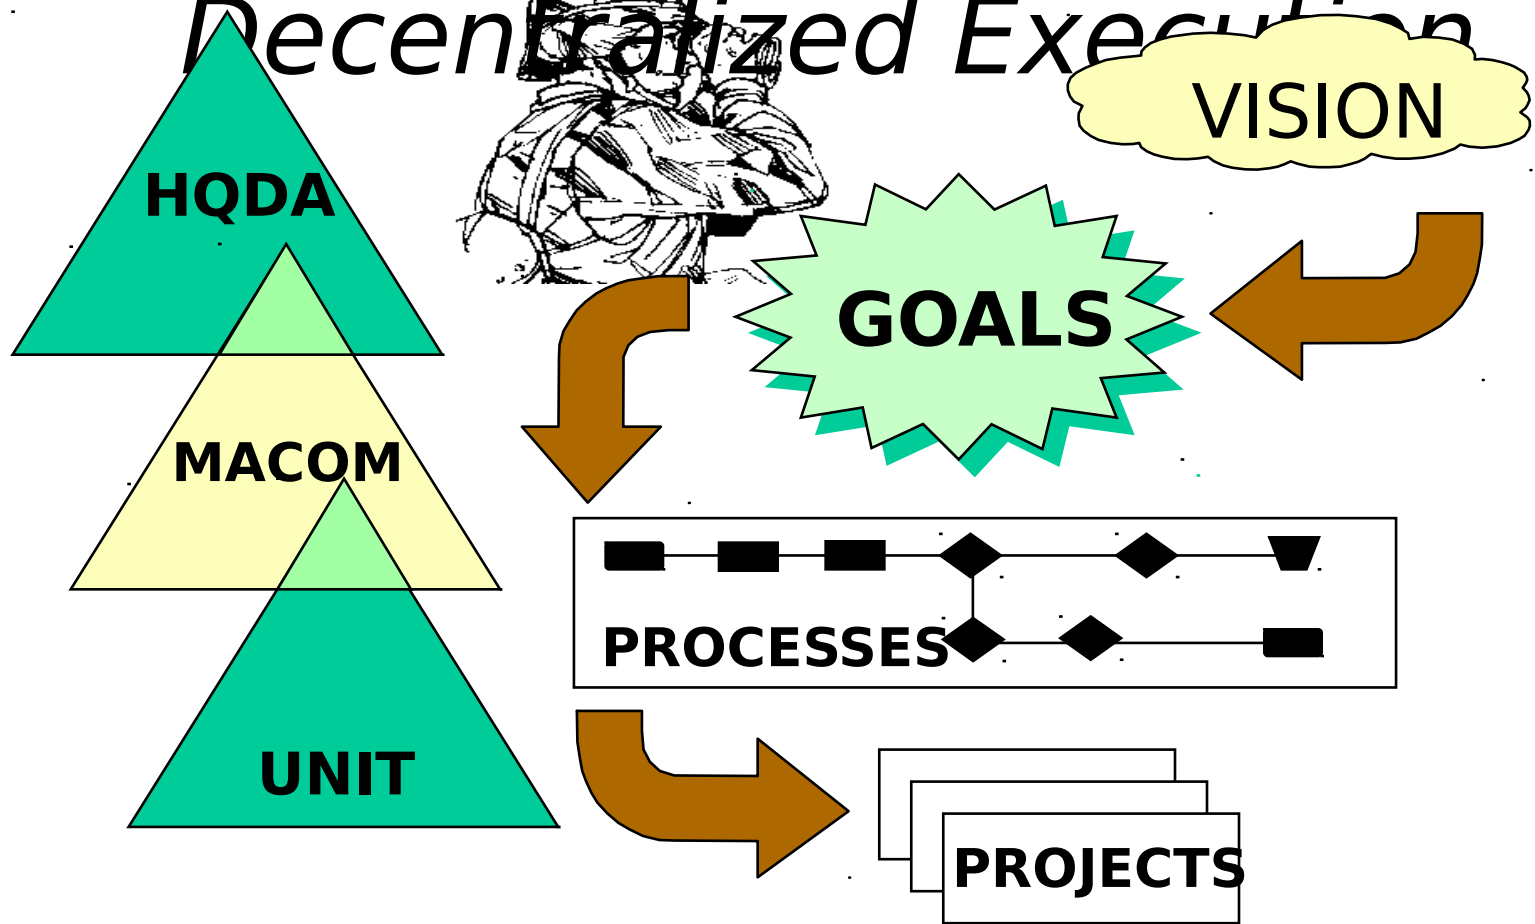 Decentralized Execution
VISION
HQDA
GOALS
MACOM
PROCESSES
UNIT
PROJECTS